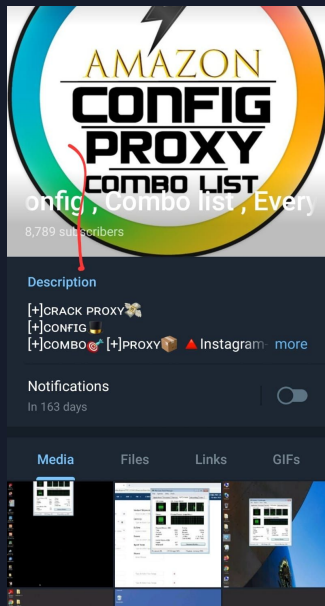 AMAZON
CONFIG
PROXY
COMBO LIST
onfig , Combo list , Every
8,789 subscribers
Description
[+]CRACK PROXY💸
[+]CONFIG🎩
[+]COMBO🎯 [+]PROXY📦 🔺Instagram- more
Notifications
In 163 days
Media Files Links GIFs